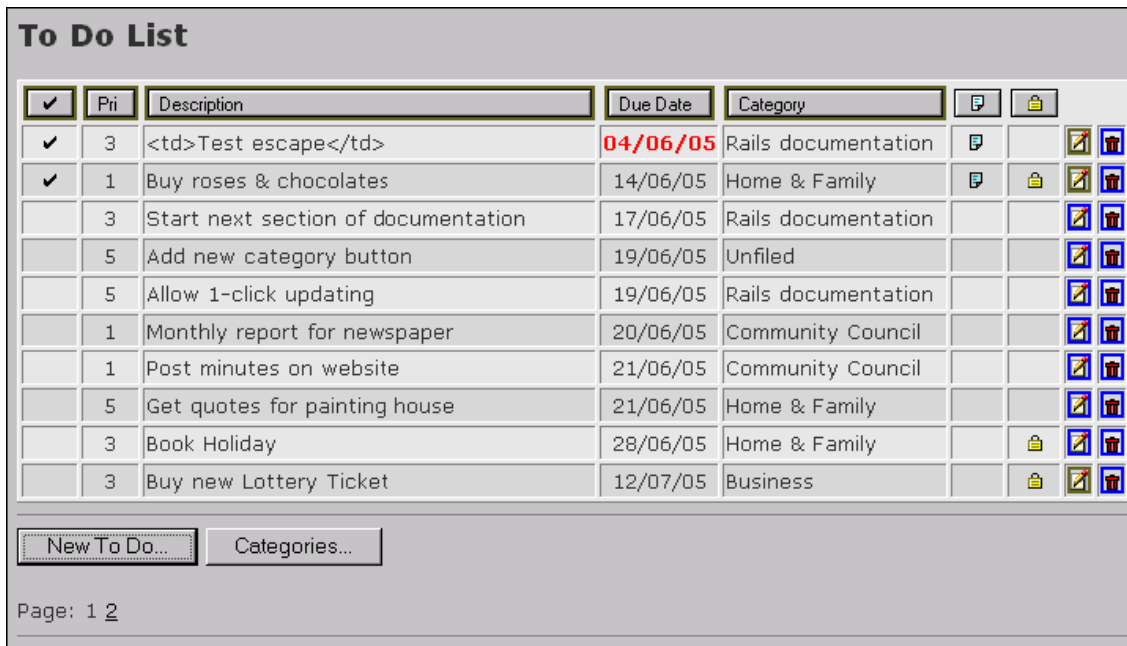 To Do List
✔ Pri Description Due Date Category
✔ 3 <td>Test escape</td> 04/06/05 Rails documentation
✔ 1 Buy roses & chocolates 14/06/05 Home & Family
3 Start next section of documentation 17/06/05 Rails documentation
5 Add new category button 19/06/05 Unfiled
5 Allow 1-click updating 19/06/05 Rails documentation
1 Monthly report for newspaper 20/06/05 Community Council
1 Post minutes on website 21/06/05 Community Council
5 Get quotes for painting house 21/06/05 Home & Family
3 Book Holiday 28/06/05 Home & Family
3 Buy new Lottery Ticket 12/07/05 Business
New To Do... Categories...
Page: 1 2